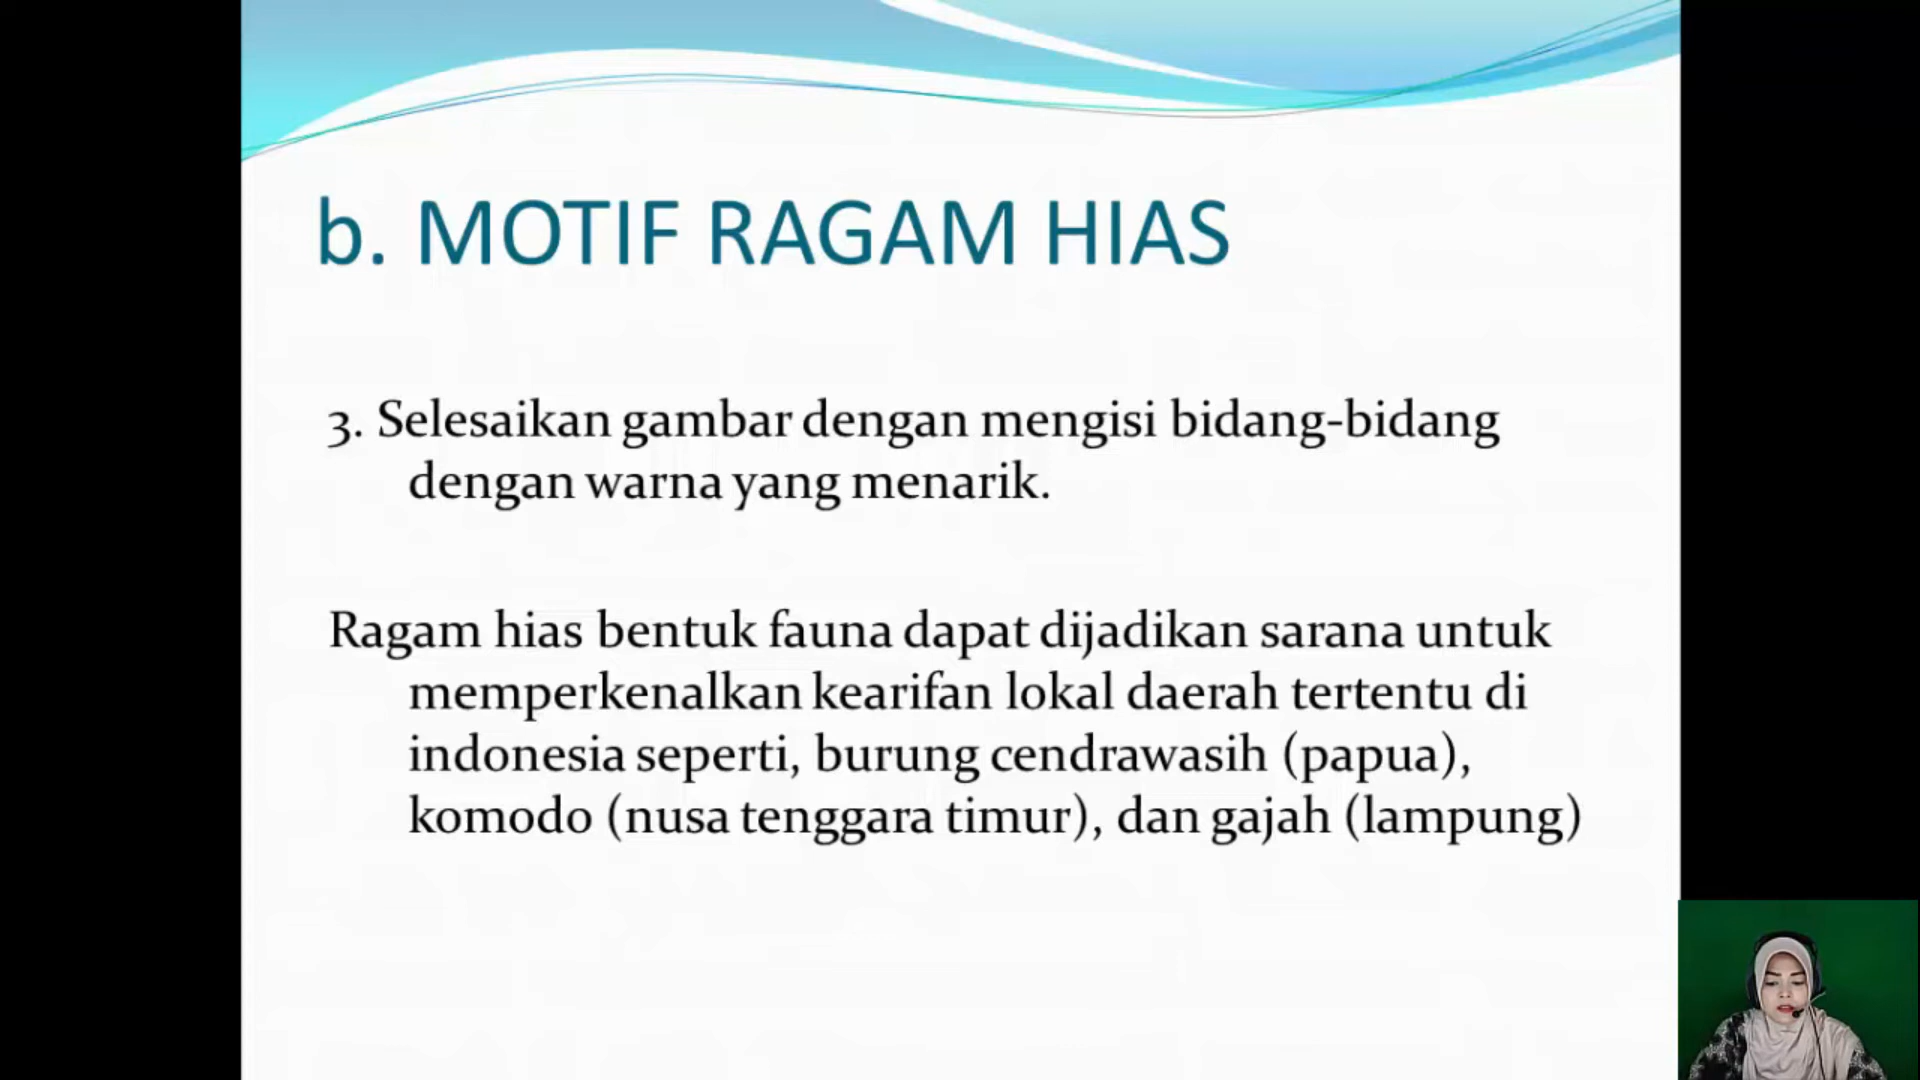 b. MOTIF RAGAM HIAS
3. Selesaikan gambar dengan mengisi bidang-bidang
dengan warna yang menarik.
Ragam hias bentuk fauna dapat dijadikan sarana untuk
memperkenalkan kearifan lokal daerah tertentu di
indonesia seperti, burung cendrawasih (papua),
komodo (nusa tenggara timur), dan gajah (lampung)